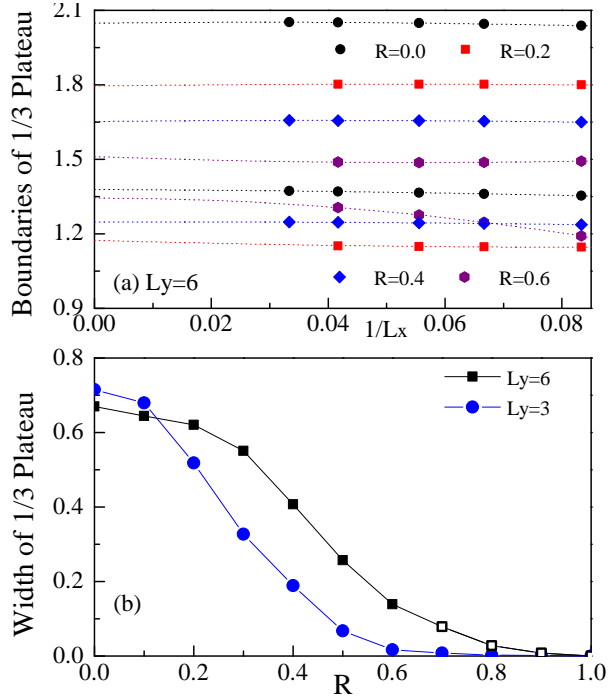 2.1
Boundaries of 1/3 Plateau
R=0.0 R=0.2
1.8
1.5
1.2
(a) Ly=6
R=0.4 R=0.6
0.9
0.00 0.02 0.04 1/Lx 0.06 0.08
0.8
Ly=6
Ly=3
0.6
Width of 1/3 Plateau
0.4
0.2
(b)
0.0
0.0 0.2 0.4 0.6 0.8 1.0
R